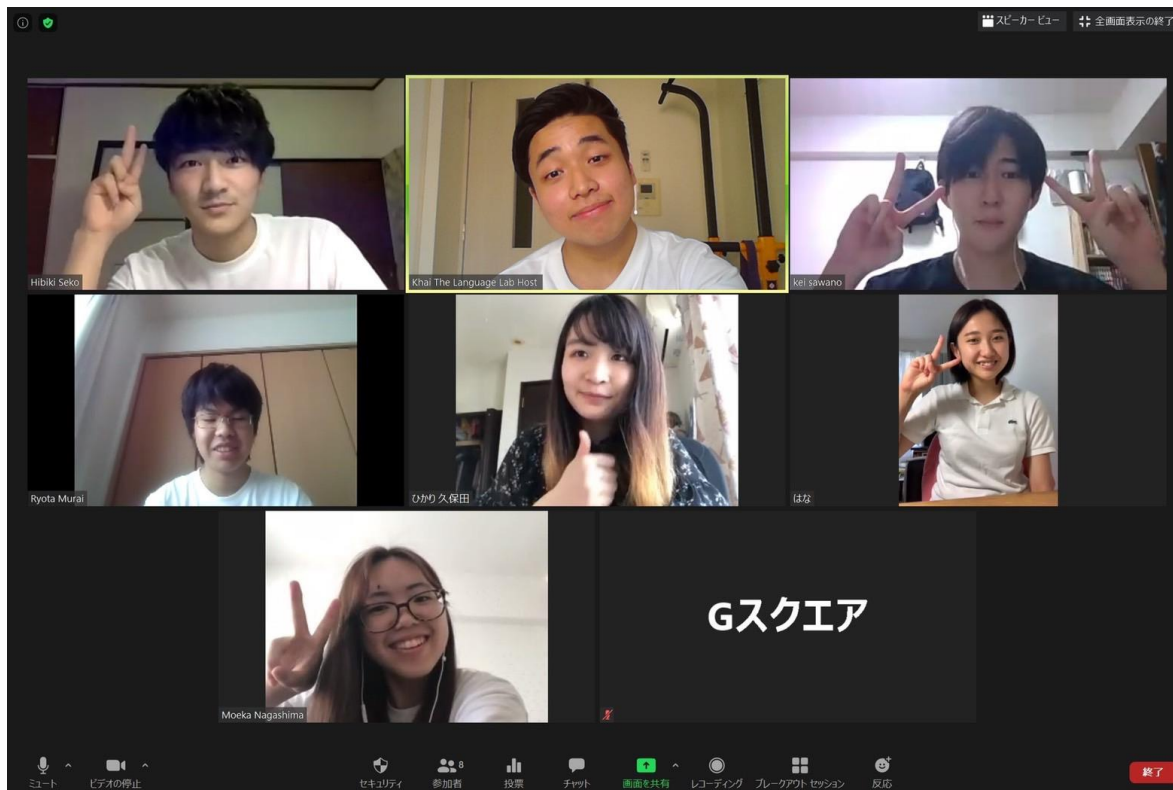 スピーカー ビュー
全画面表示の終了
Hibiki Seko
Khai The Language Lab Host
kei sawano
Ryota Murai
ひかり 久保田
はな
Moeka Nagashima
Gスクエア
ミュート
ビデオの停止
セキュリティ
参加者
8
投票
チャット
画面を共有
レコーディング
ブレークアウト セッション
反応
終了